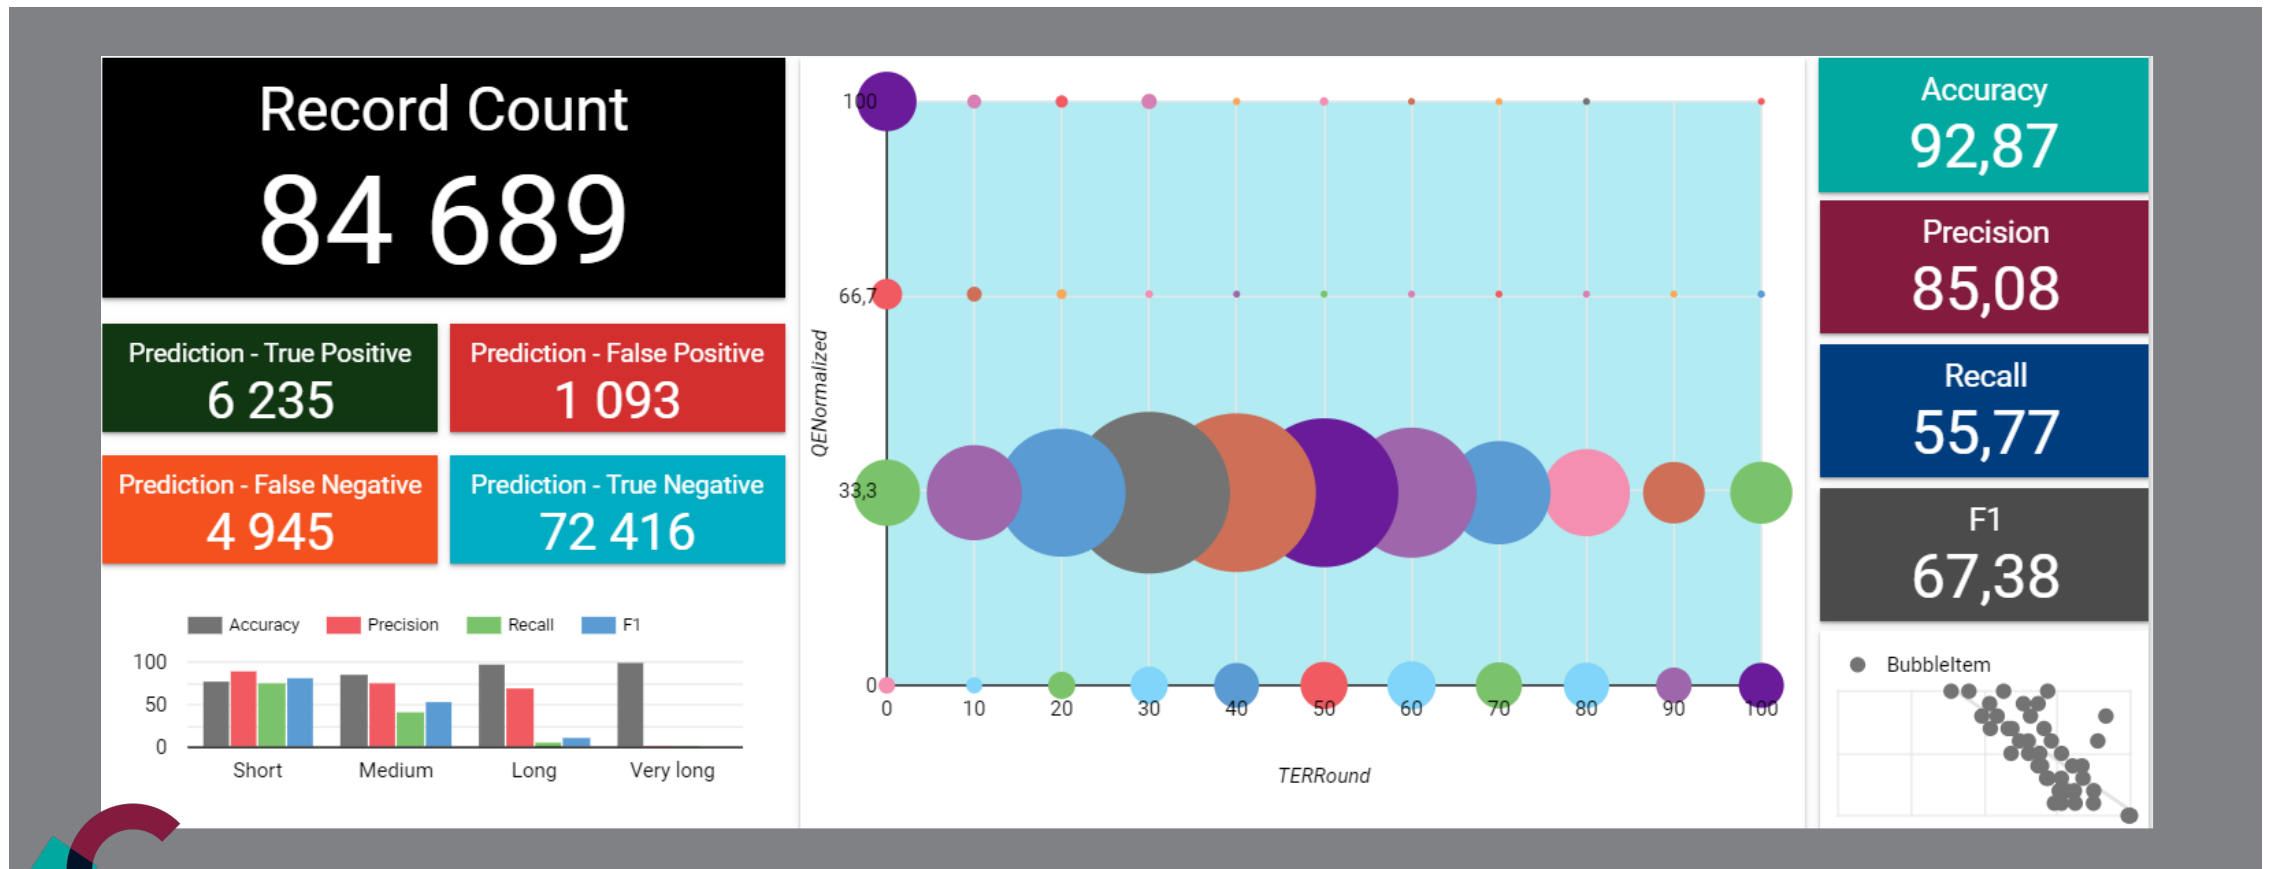 Record Count
84 689
Prediction - True Positive
6 235
Prediction - False Positive
1 093
Prediction - False Negative
4 945
Prediction - True Negative
72 416
Accuracy Precision Recall F1
100
50
0
Short Medium Long Very long
100
66,7
33,3
0
QENormalized
0 10 20 30 40 50 60 70 80 90 100
TERRound
Accuracy
92,87
Precision
85,08
Recall
55,77
F1
67,38
BubbleItem